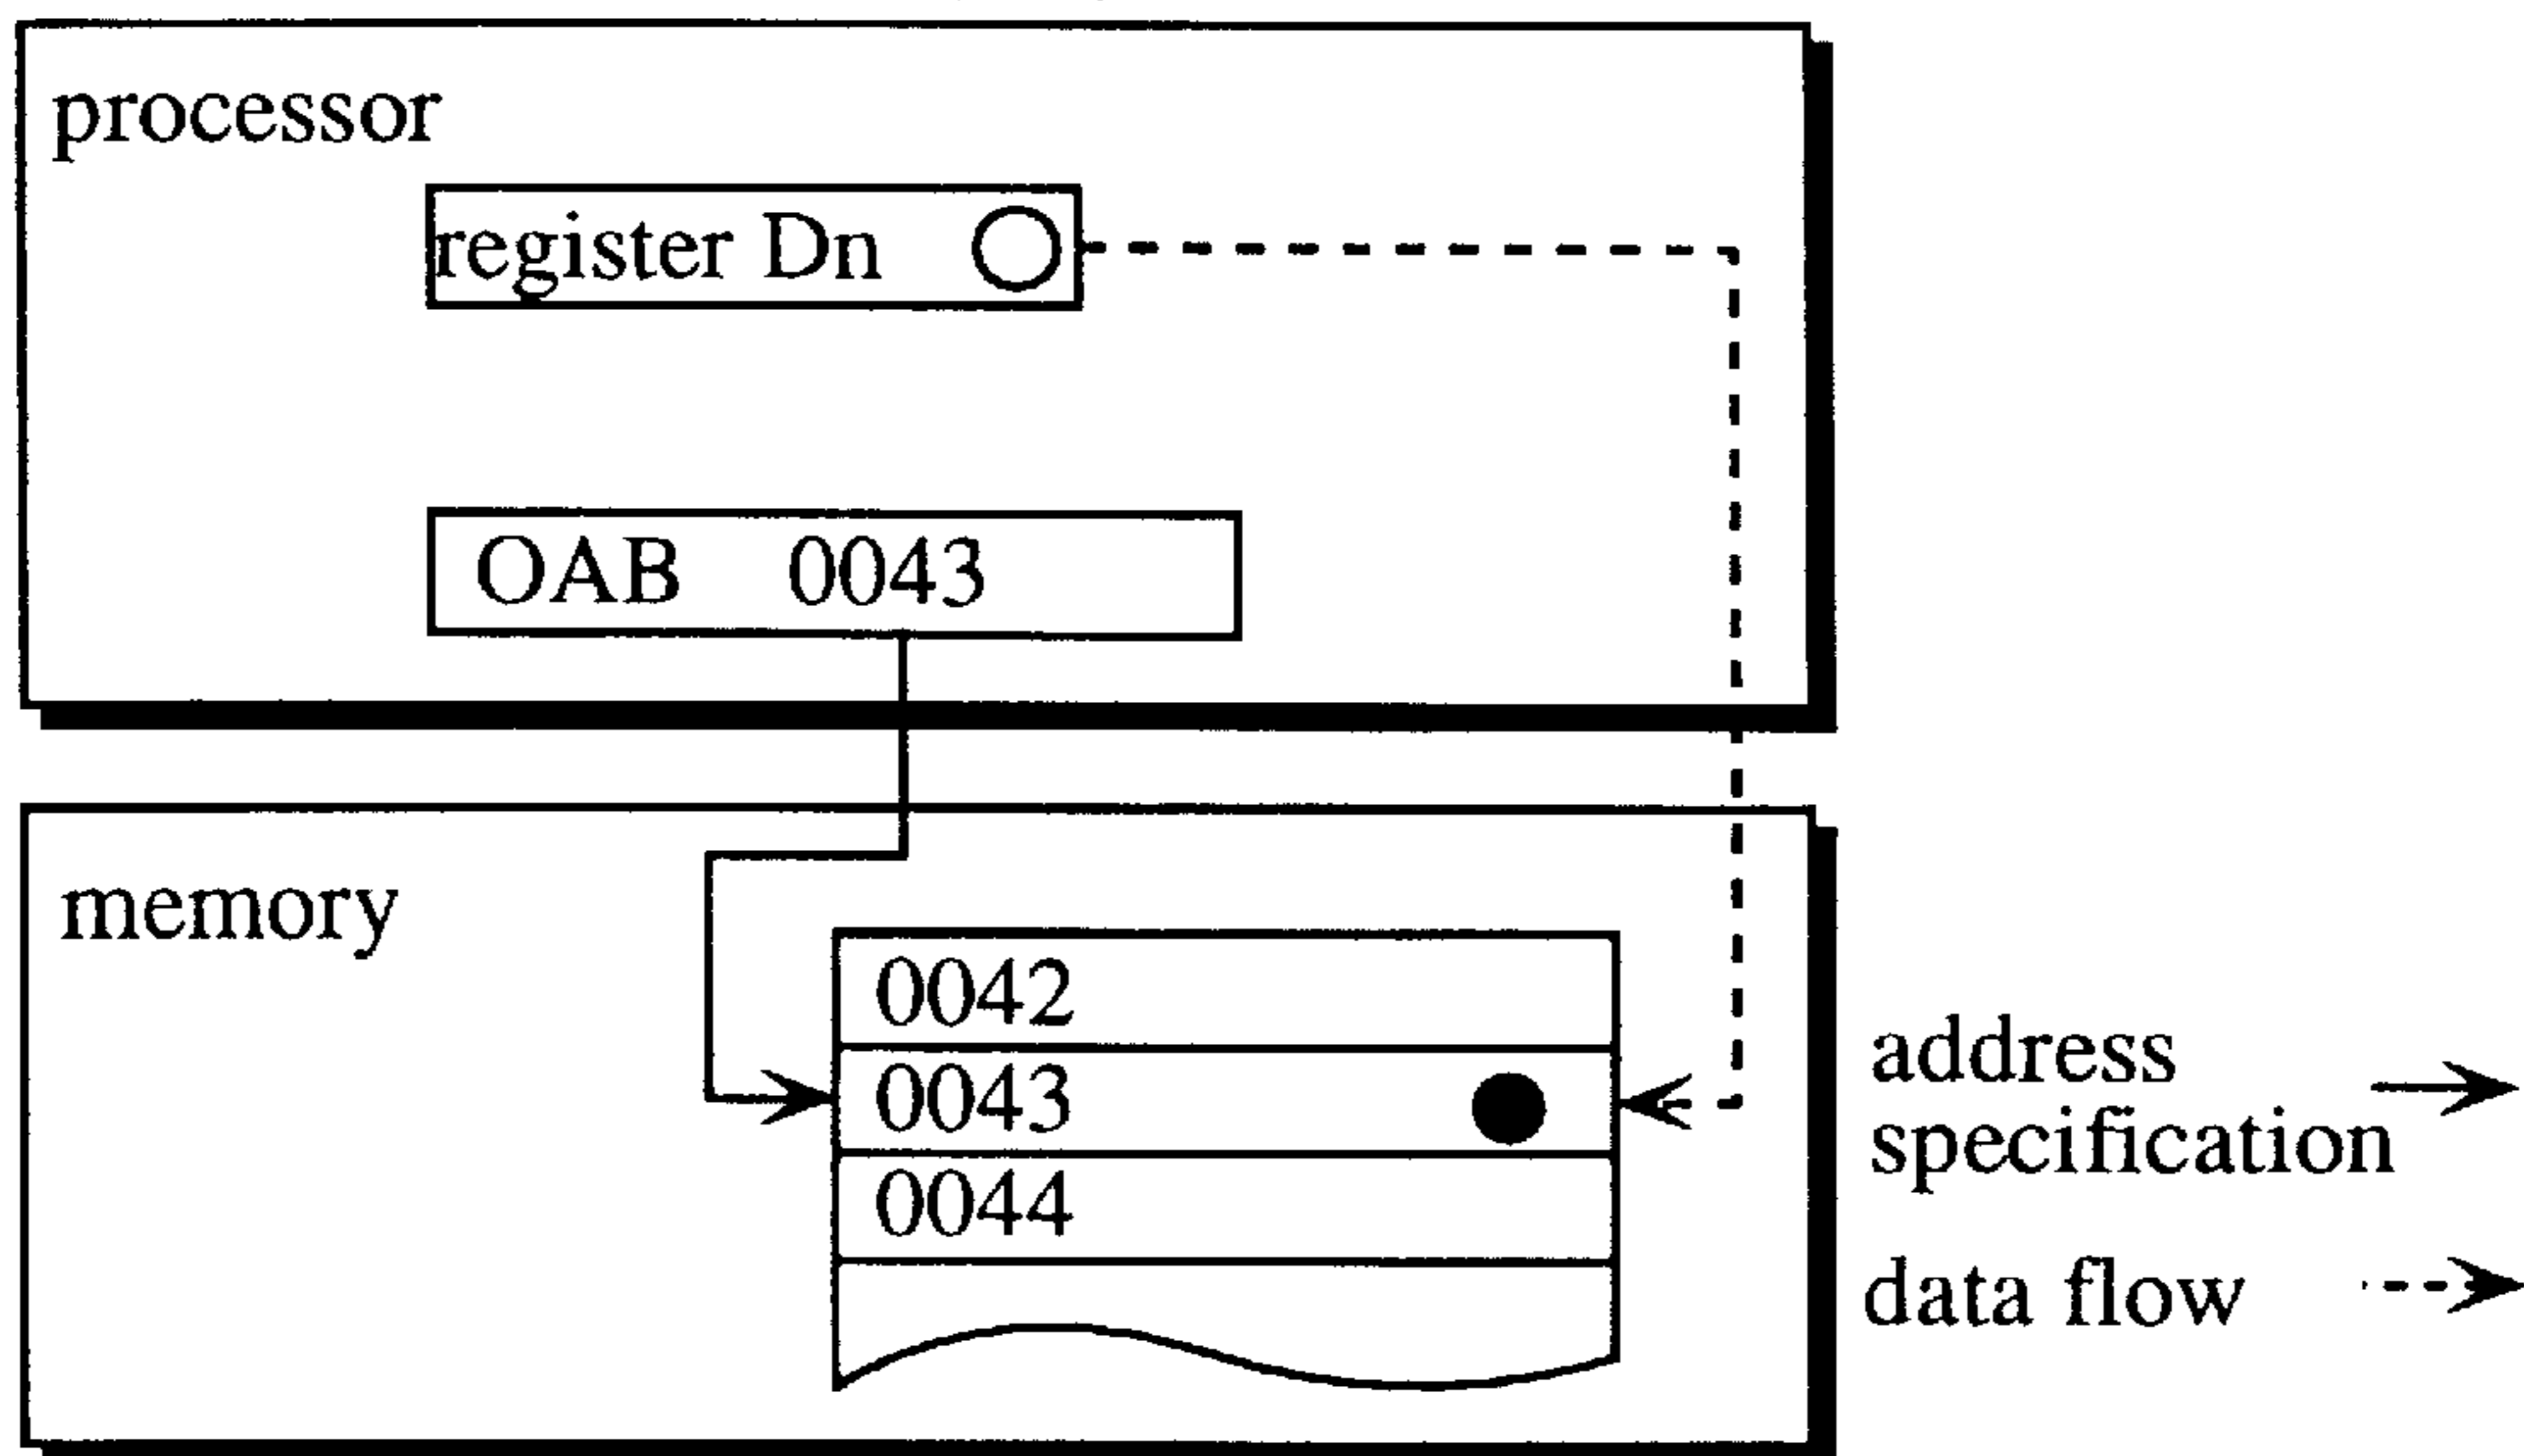 processor
register Dn
OAB 0043
memory
0042
0043
0044
address
specification
data flow